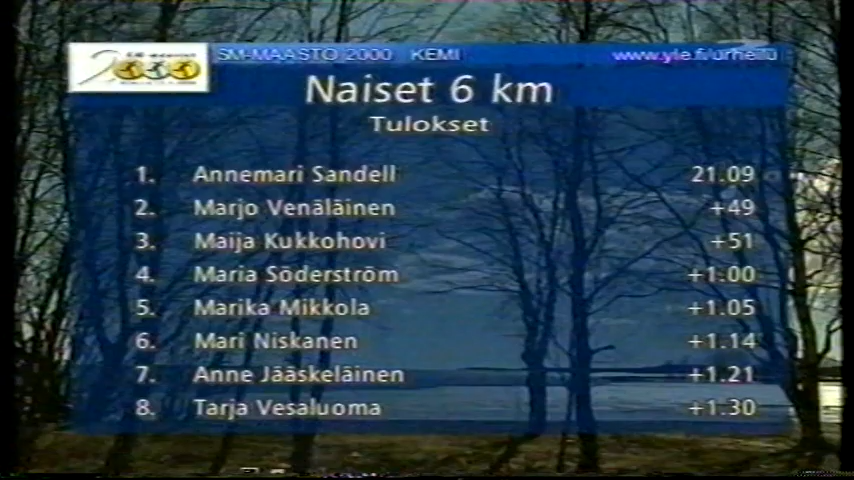 SM-MAASTO 2000 KEMI www.yle.fi/urheilu
Naiset 6 km
Tulokset
1. Annemari Sandell 21.09
2. Marjo Venäläinen +49
3. Maija Kukkohovi +51
4. Maria Söderström +1.00
5. Marika Mikkola +1.05
6. Mari Niskanen +1.14
7. Anne Jääskeläinen +1.21
8. Tarja Vesaluoma +1.30